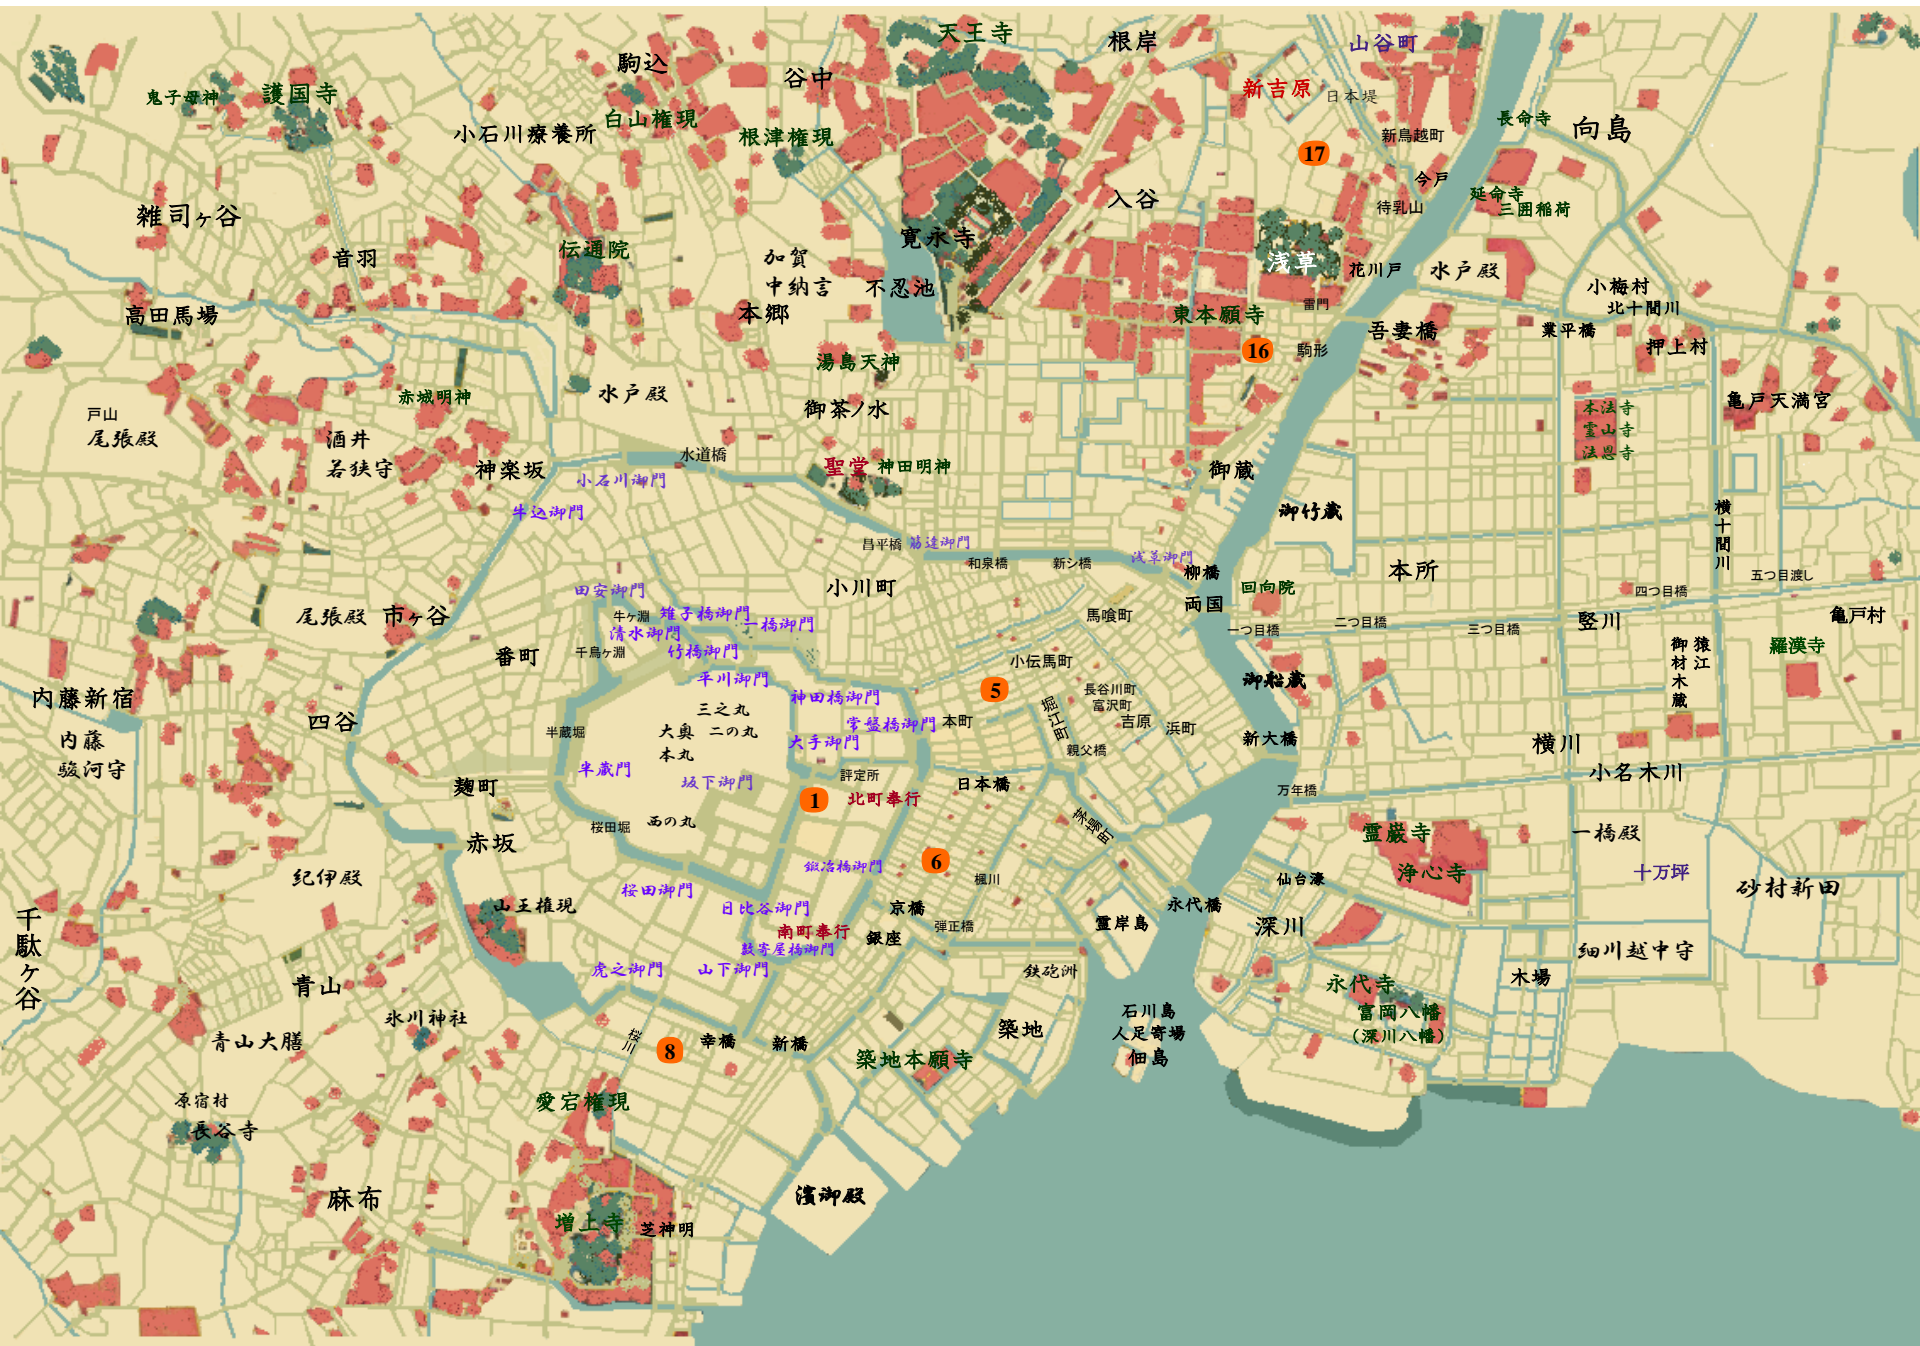 天王寺
根岸
山谷町
駒込
谷中
鬼子母神
護国寺
新吉原
日本堤
小石川療養所
白山権現
根津権現
新鳥越町
長命寺
向島
17
今戸
入谷
延命寺
三囲稲荷
待乳山
雑司ヶ谷
音羽
伝通院
寛永寺
浅草
花川戸
水戸殿
加賀
中納言
不忍池
本郷
小梅村
北十間川
高田馬場
東本願寺
雷門
吾妻橋
業平橋
押上村
16
駒形
湯島天神
赤城明神
水戸殿
御茶ノ水
本法寺
霊山寺
法恩寺
亀戸天満宮
戸山
尾張殿
酒井
若狭守
神楽坂
水道橋
聖堂
神田明神
御蔵
小石川御門
牛込御門
御竹蔵
横十間川
昌平橋
筋違御門
和泉橋
新シ橋
浅草御門
柳橋
本所
五つ目渡し
田安御門
小川町
回向院
四つ目橋
両国
尾張殿
市ヶ谷
牛ヶ淵
雉子橋御門
一橋御門
馬喰町
一つ目橋
二つ目橋
三つ目橋
竪川
亀戸村
清水御門
番町
千鳥ヶ淵
竹橋御門
小伝馬町
猿江
御材木蔵
羅漢寺
平川御門
御船蔵
5
内藤新宿
神田橋御門
長谷川町
富沢町
三之丸
四谷
常盤橋御門
本町
堀江町
吉原
浜町
半蔵堀
大奥
二の丸
大手御門
新大橋
横川
内藤
駿河守
本丸
親父橋
半蔵門
坂下御門
評定所
日本橋
小名木川
麹町
1
北町奉行
万年橋
桜田堀
西の丸
茅場町
霊巌寺
一橋殿
赤坂
鍛冶橋御門
6
楓川
浄心寺
十万坪
紀伊殿
桜田御門
仙台濠
砂村新田
山王権現
日比谷御門
京橋
永代橋
千駄ヶ谷
南町奉行
銀座
弾正橋
霊岸島
深川
数寄屋橋御門
細川越中守
虎之御門
山下御門
鉄砲洲
木場
青山
永代寺
石川島
人足寄場
佃島
富岡八幡
(深川八幡)
氷川神社
青山大膳
桜川
幸橋
新橋
築地
8
築地本願寺
原宿村
愛宕権現
長谷寺
麻布
濱御殿
増上寺
芝神明